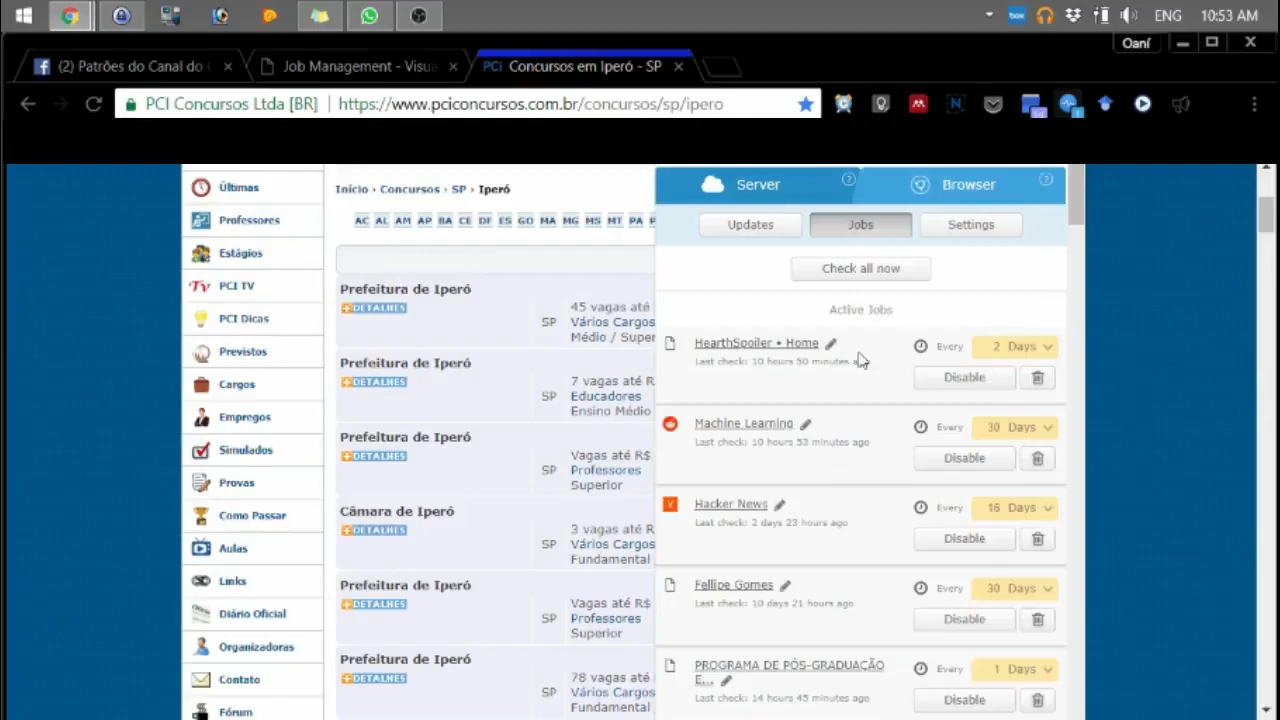 ENG 10:53 AM
Oaní
(2) Patrões do Canal do
Job Management - Visua
PCi Concursos em Iperó - SP
PCI Concursos Ltda [BR] | https://www.pciconcursos.com.br/concursos/sp/ipero
Últimas
Professores
Estágios
PCI TV
PCI Dicas
Previstos
Cargos
Empregos
Simulados
Provas
Como Passar
Aulas
Links
Diário Oficial
Organizadoras
Contato
Fórum
Início › Concursos › SP › Iperó
AC AL AM AP BA CE DF ES GO MA MG MS MT PA
Prefeitura de Iperó
DETALHES
SP
45 vagas até
Vários Cargos
Médio / Super
Prefeitura de Iperó
DETALHES
SP
7 vagas até R
Educadores
Ensino Médio
Prefeitura de Iperó
DETALHES
SP
Vagas até R$
Professores
Superior
Câmara de Iperó
DETALHES
SP
3 vagas até R
Vários Cargos
Fundamental
Prefeitura de Iperó
DETALHES
SP
Vagas até R$
Professores
Superior
Prefeitura de Iperó
DETALHES
SP
78 vagas até
Vários Cargos
Fundamental
Server ?
Browser ?
Updates Jobs Settings
Check all now
Active Jobs
HearthSpoiler • Home
Last check: 10 hours 50 minutes
Every 2 Days
Disable
Machine Learning
Last check: 10 hours 53 minutes ago
Every 30 Days
Disable
Hacker News
Last check: 2 days 23 hours ago
Every 16 Days
Disable
Fellipe Gomes
Last check: 10 days 21 hours ago
Every 30 Days
Disable
PROGRAMA DE PÓS-GRADUAÇÃO
E...
Last check: 14 hours 45 minutes ago
Every 1 Days
Disable